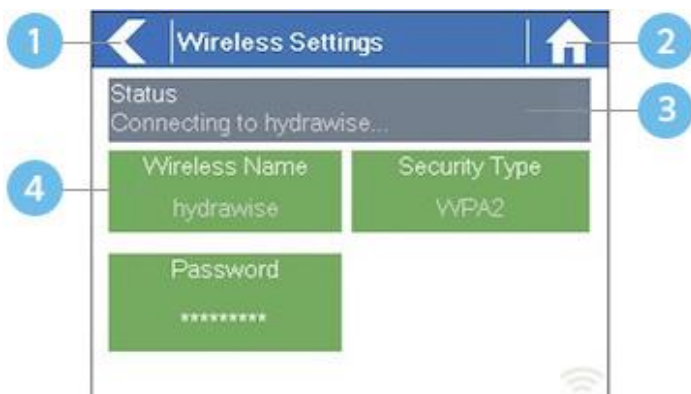 1
Wireless Settings
2
Status
Connecting to hydrawise...
3
4
Wireless Name
hydrawise
Security Type
WPA2
Password
*********